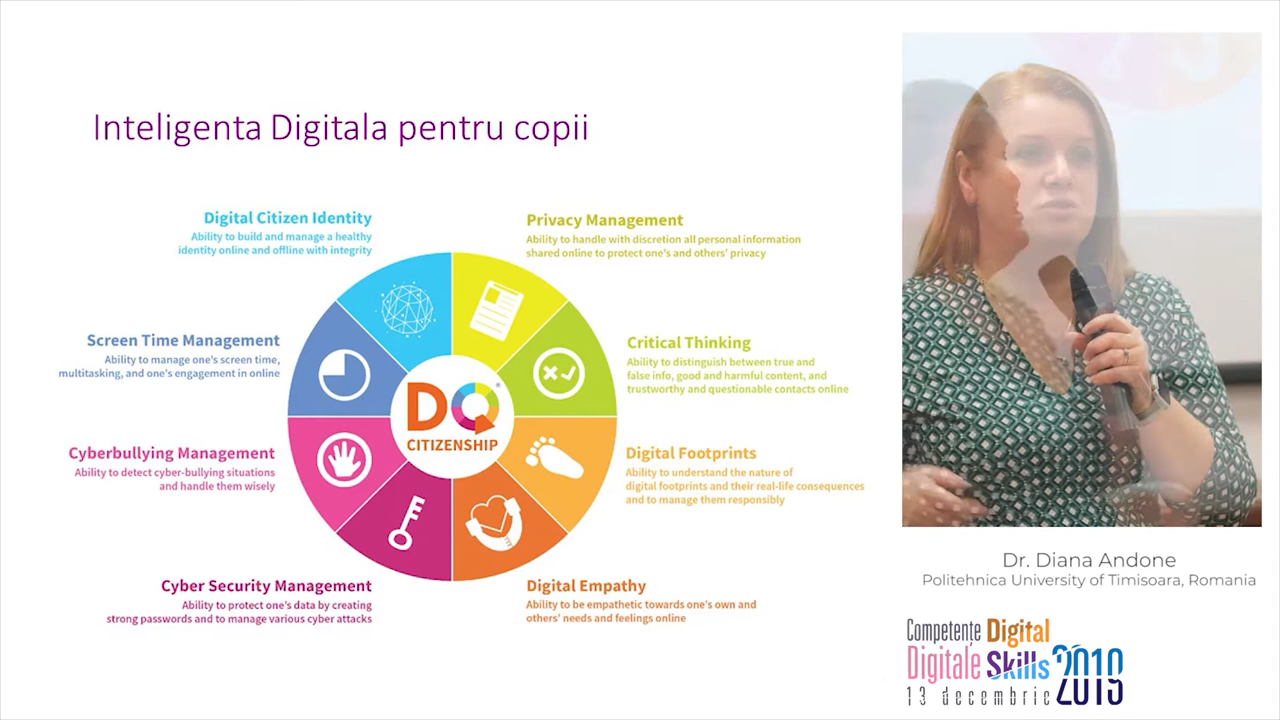 Inteligenta Digitala pentru copii
Digital Citizen Identity
Ability to build and manage a healthy
identity online and offline with integrity
Privacy Management
Ability to handle with discretion all personal information
shared online to protect one's and others' privacy
Screen Time Management
Ability to manage one's screen time,
multitasking, and one's engagement in online
Critical Thinking
Ability to distinguish between true and
false info, good and harmful content, and
trustworthy and questionable contacts online
DQ
CITIZENSHIP
Cyberbullying Management
Ability to detect cyber-bullying situations
and handle them wisely
Digital Footprints
Ability to understand the nature of
digital footprints and their real-life consequences
and to manage them responsibly
Cyber Security Management
Ability to protect one's data by creating
strong passwords and to manage various cyber attacks
Digital Empathy
Ability to be empathetic towards one's own and
others' needs and feelings online
Dr. Diana Andone
Politehnica University of Timisoara, Romania
Competențe Digital
Digitale Skills 2019
13 decembrie